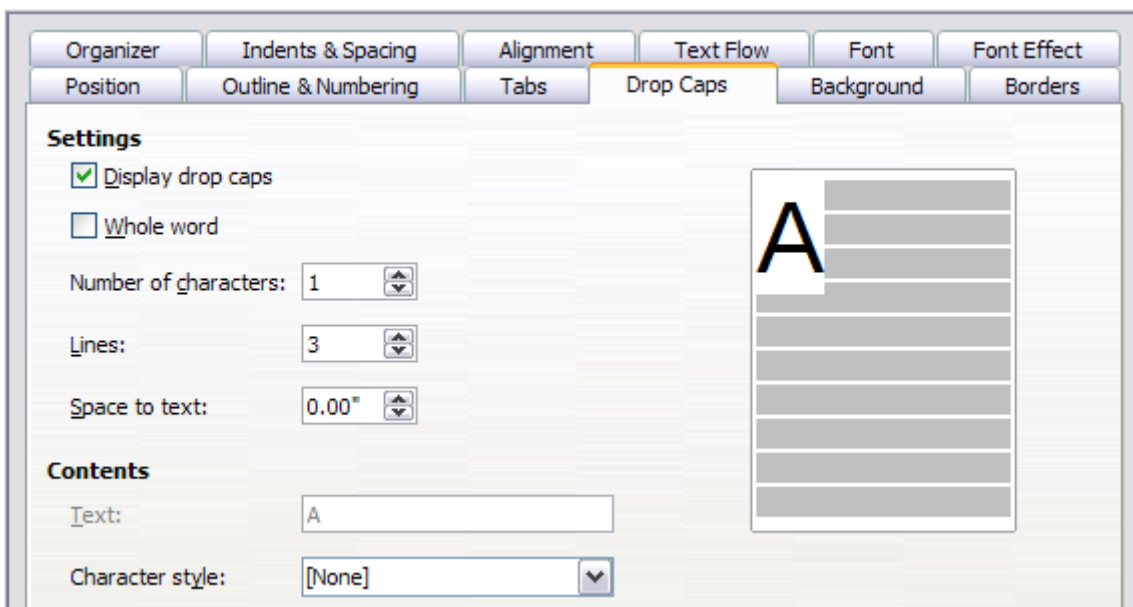 Organizer Indents & Spacing Alignment Text Flow Font Font Effect
Position Outline & Numbering Tabs Drop Caps Background Borders
Settings
Display drop caps
Whole word
Number of characters: 1
Lines: 3
Space to text: 0.00"
A
Contents
Text: A
Character style: [None]